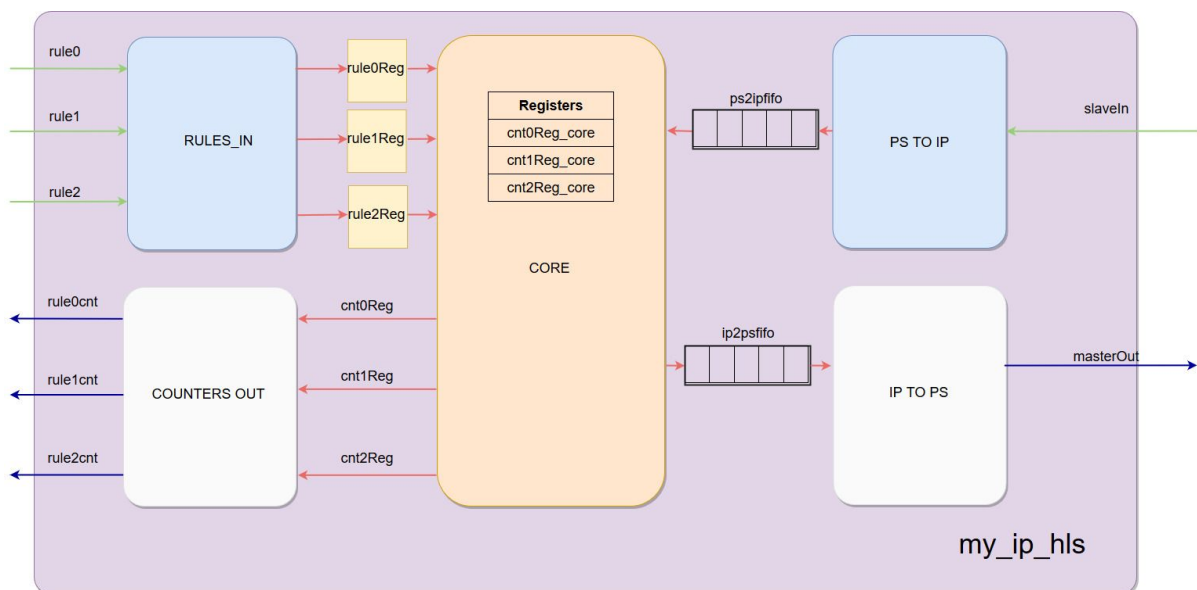 rule0
rule1
rule2
RULES_IN
rule0Reg
rule1Reg
rule2Reg
Registers
cnt0Reg_core
cnt1Reg_core
cnt2Reg_core
CORE
ps2ipfifo
PS TO IP
slaveIn
rule0cnt
rule1cnt
rule2cnt
COUNTERS OUT
cnt0Reg
cnt1Reg
cnt2Reg
ip2psfifo
IP TO PS
masterOut
my_ip_hls